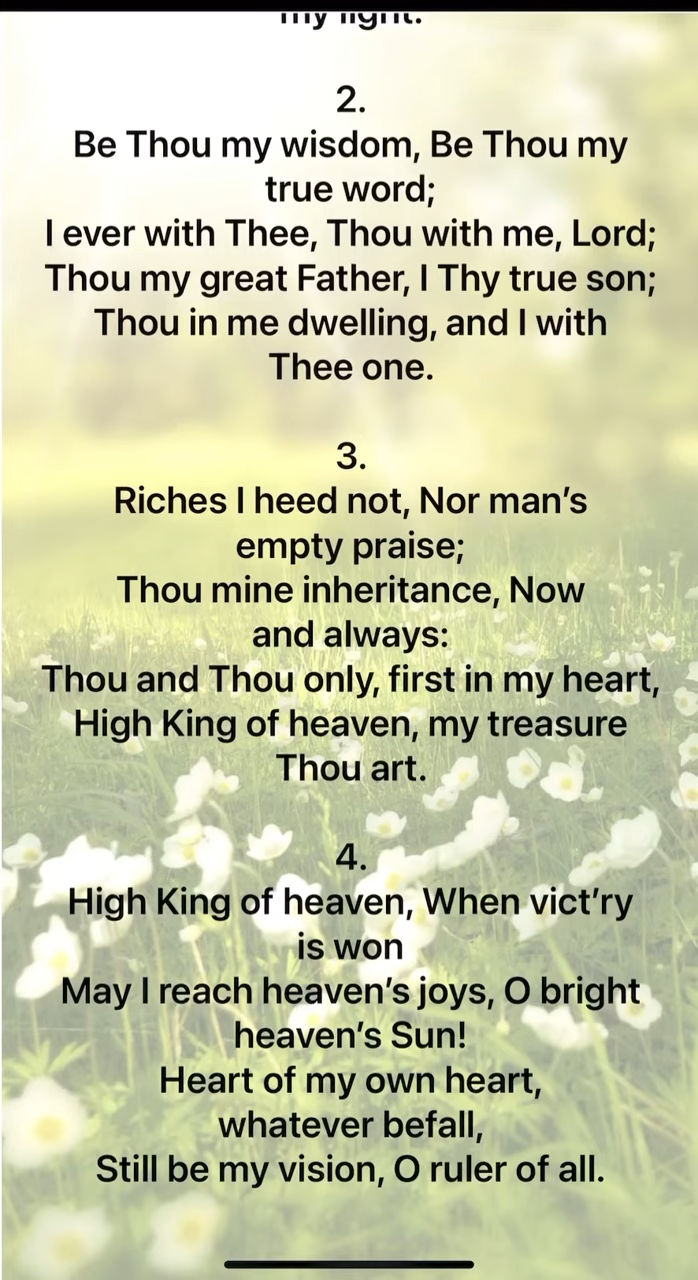 my light.
2.
Be Thou my wisdom, Be Thou my
true word;
I ever with Thee, Thou with me, Lord;
Thou my great Father, I Thy true son;
Thou in me dwelling, and I with
Thee one.
3.
Riches I heed not, Nor man’s
empty praise;
Thou mine inheritance, Now
and always:
Thou and Thou only, first in my heart,
High King of heaven, my treasure
Thou art.
4.
High King of heaven, When vict’ry
is won
May I reach heaven’s joys, O bright
heaven’s Sun!
Heart of my own heart,
whatever befall,
Still be my vision, O ruler of all.